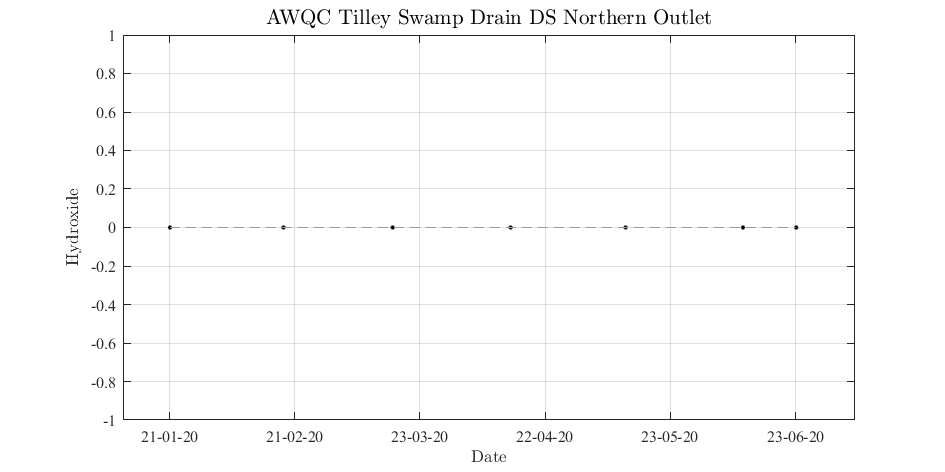 AWQC Tilley Swamp Drain DS Northern Outlet
1
0.8
0.6
0.4
0.2
0
-0.2
-0.4
-0.6
-0.8
-1
Hydroxide
21-01-20 21-02-20 23-03-20 22-04-20 23-05-20 23-06-20
Date